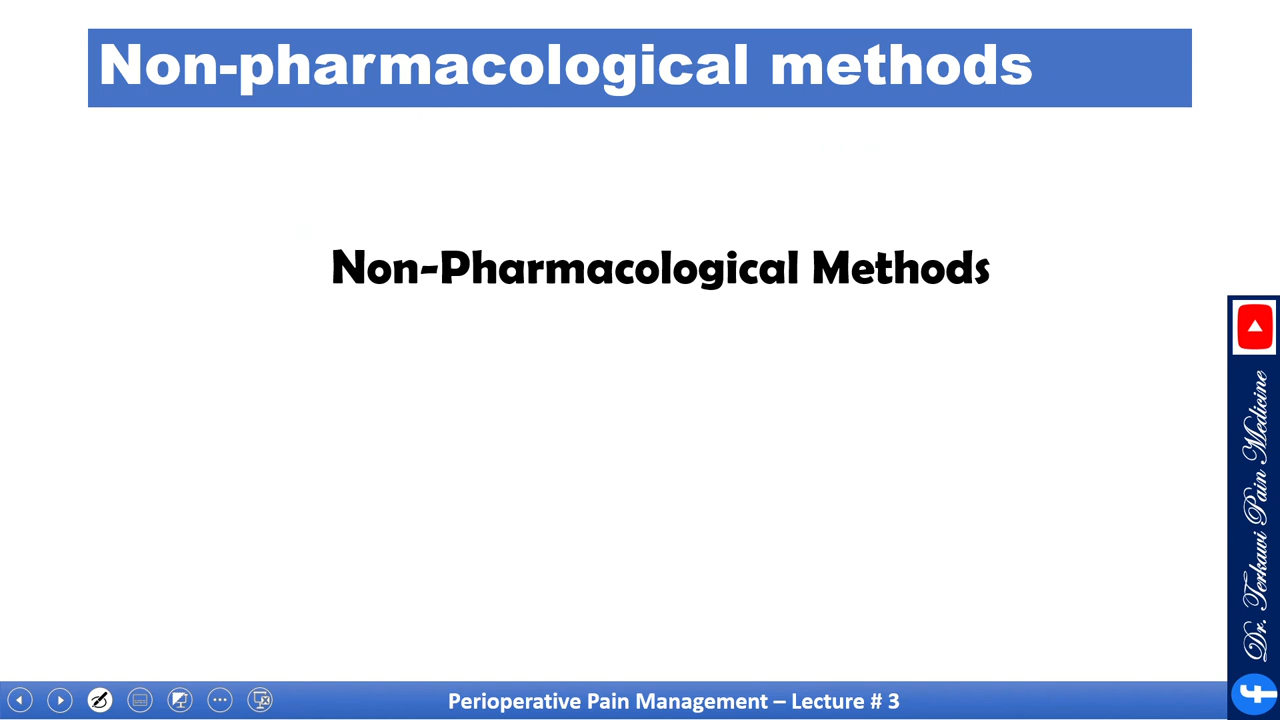 Non-pharmacological methods
Non-Pharmacological Methods
Dr. Terkawi Pain Medicine
Perioperative Pain Management – Lecture # 3